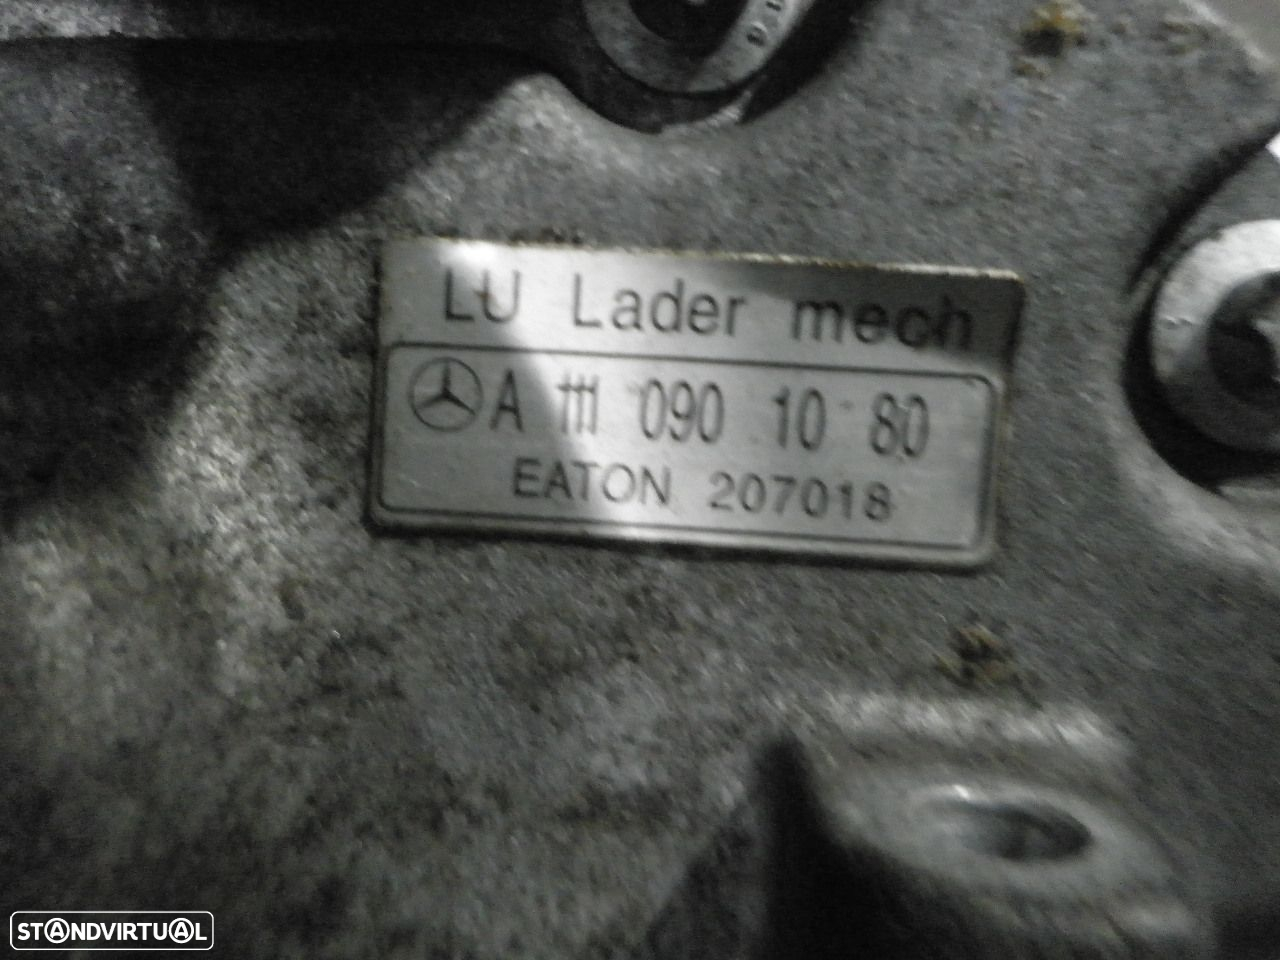 LU Lader mech
A 111 090 10 80
EATON 207018
STANDVIRTUAL